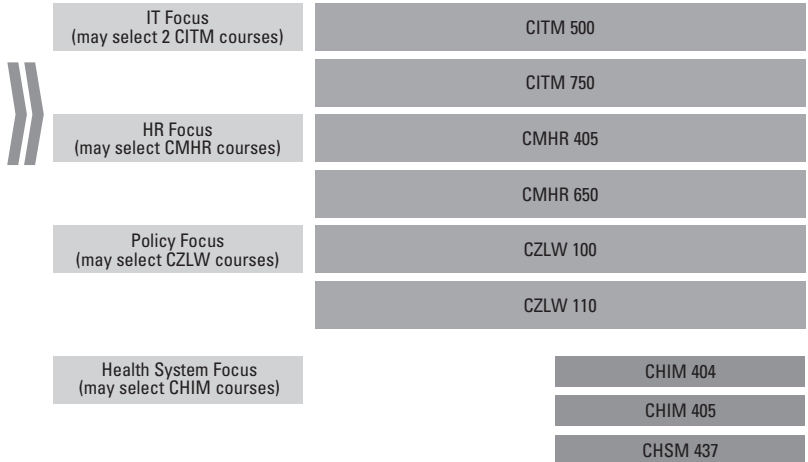 IT Focus
(may select 2 CITM courses)
CITM 500
CITM 750
HR Focus
(may select CMHR courses)
CMHR 405
CMHR 650
Policy Focus
(may select CZLW courses)
CZLW 100
CZLW 110
Health System Focus
(may select CHIM courses)
CHIM 404
CHIM 405
CHSM 437